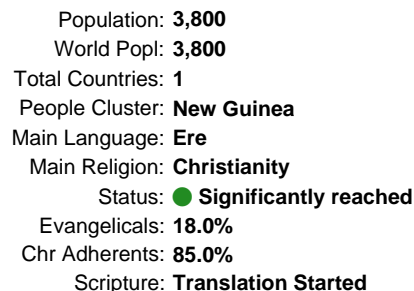 Population: 3,800
World Popl: 3,800
Total Countries: 1
People Cluster: New Guinea
Main Language: Ere
Main Religion: Christianity
Status: Significantly reached
Evangelicals: 18.0%
Chr Adherents: 85.0%
Scripture: Translation Started